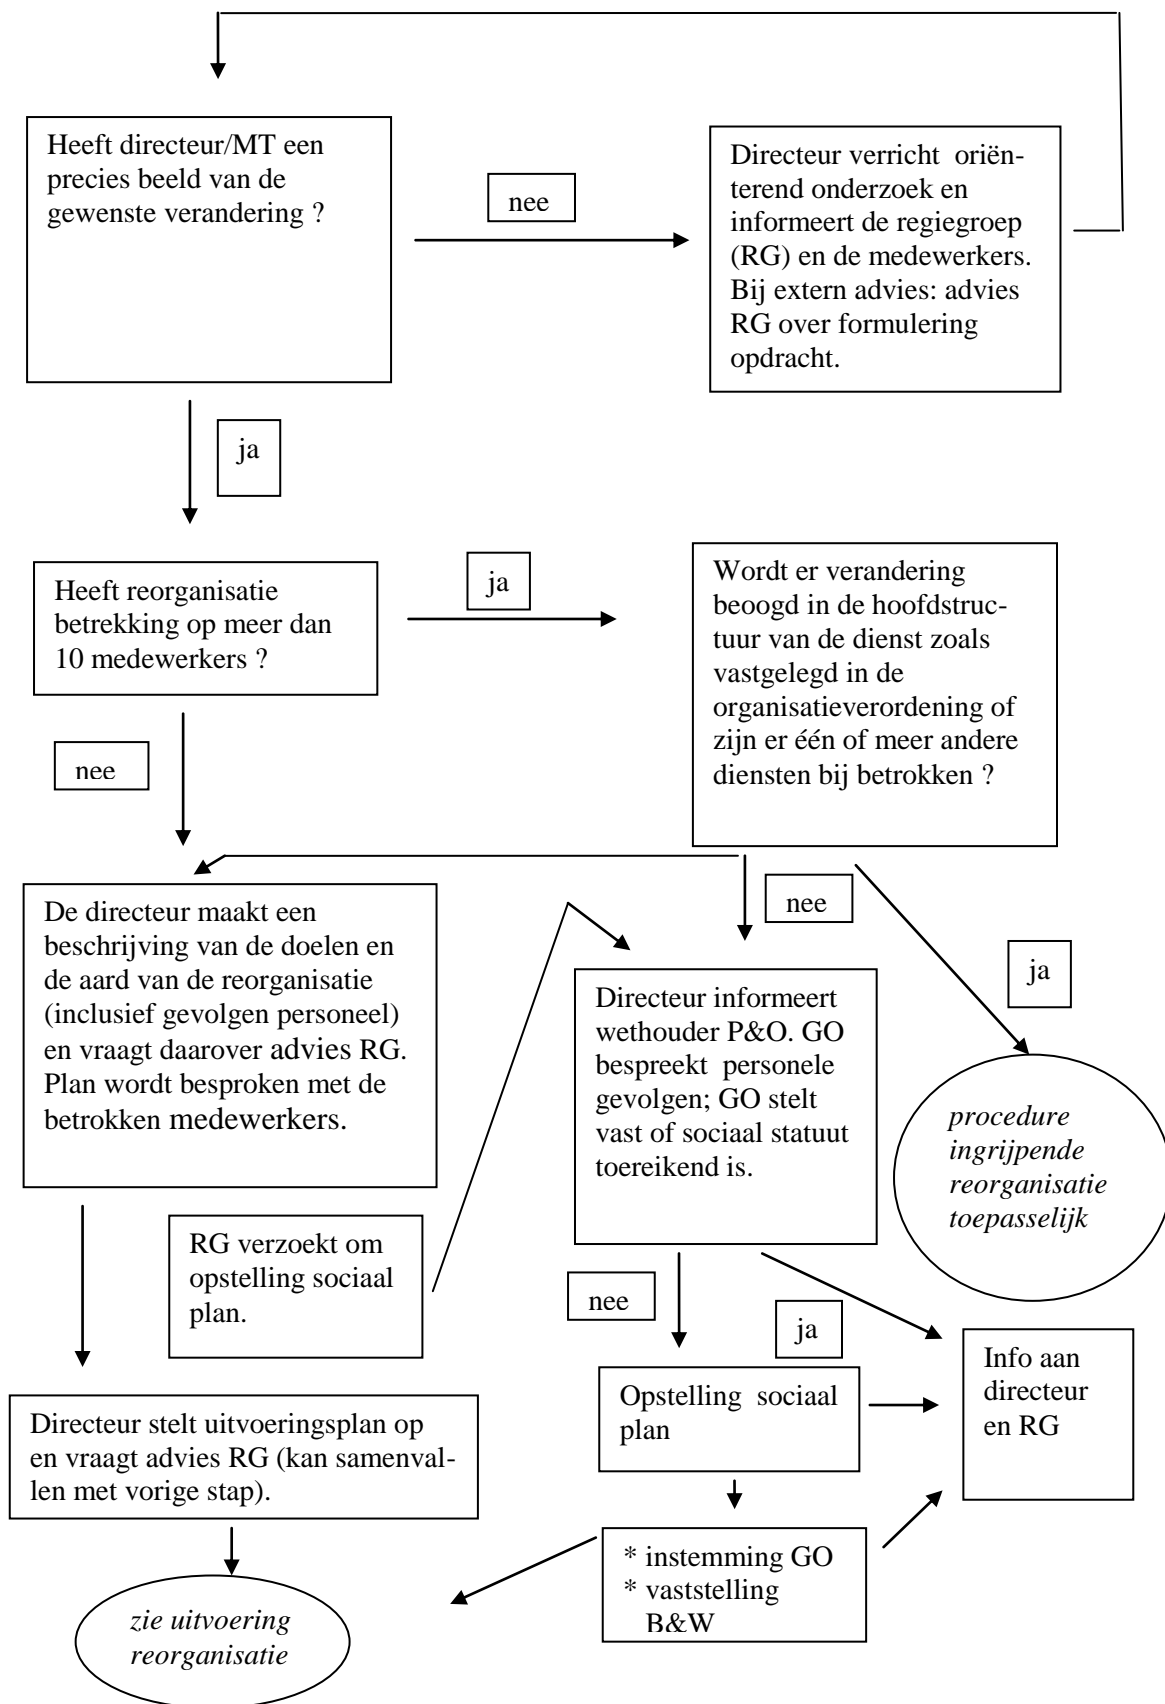 Heeft directeur/MT een
precies beeld van de
gewenste verandering ?
nee
Directeur verricht oriën-
terend onderzoek en
informeert de regiegroep
(RG) en de medewerkers.
Bij extern advies: advies
RG over formulering
opdracht.
ja
Heeft reorganisatie
betrekking op meer dan
10 medewerkers ?
ja
Wordt er verandering
beoogd in de hoofdstruc-
tuur van de dienst zoals
vastgelegd in de
organisatieverordening of
zijn er één of meer andere
diensten bij betrokken ?
nee
De directeur maakt een
beschrijving van de doelen en
de aard van de reorganisatie
(inclusief gevolgen personeel)
en vraagt daarover advies RG.
Plan wordt besproken met de
betrokken medewerkers.
nee
ja
Directeur informeert
wethouder P&O. GO
bespreekt personele
gevolgen; GO stelt
vast of sociaal statuut
toereikend is.
procedure
ingrijpende
reorganisatie
toepasselijk
RG verzoekt om
opstelling sociaal
plan.
nee
ja
Info aan
directeur
en RG
Opstelling sociaal
plan
Directeur stelt uitvoeringsplan op
en vraagt advies RG (kan samenval-
len met vorige stap).
* instemming GO
* vaststelling
B&W
zie uitvoering
reorganisatie